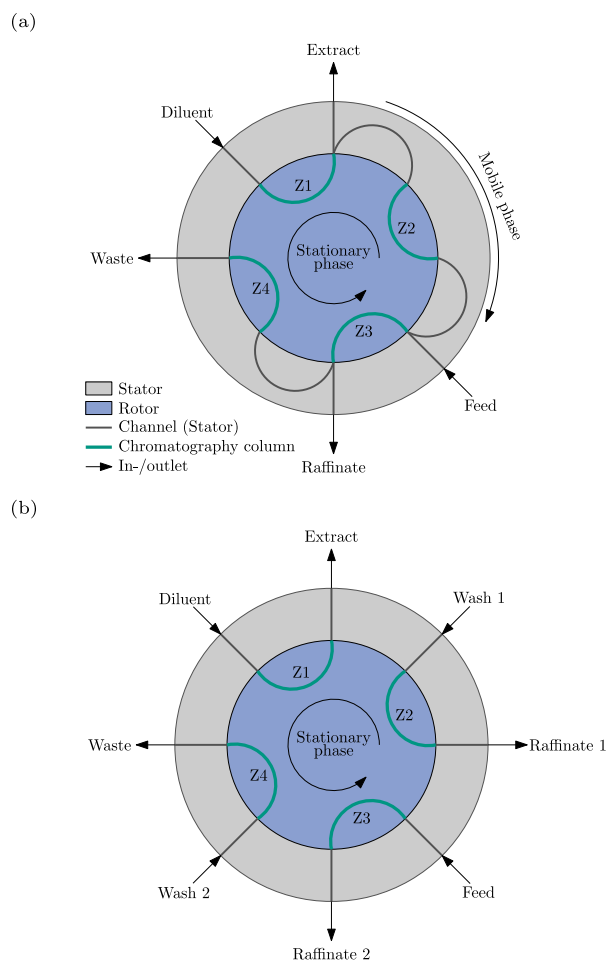 (a)
Extract
Diluent
Mobile phase
Z1
Z2
Stationary
phase
Waste
Z4
Z3
Stator
Rotor
Channel (Stator)
Chromatography column
In-/outlet
Feed
Raffinate
(b)
Extract
Diluent
Wash 1
Z1
Z2
Stationary
phase
Waste
Raffinate 1
Z4
Z3
Wash 2
Feed
Raffinate 2